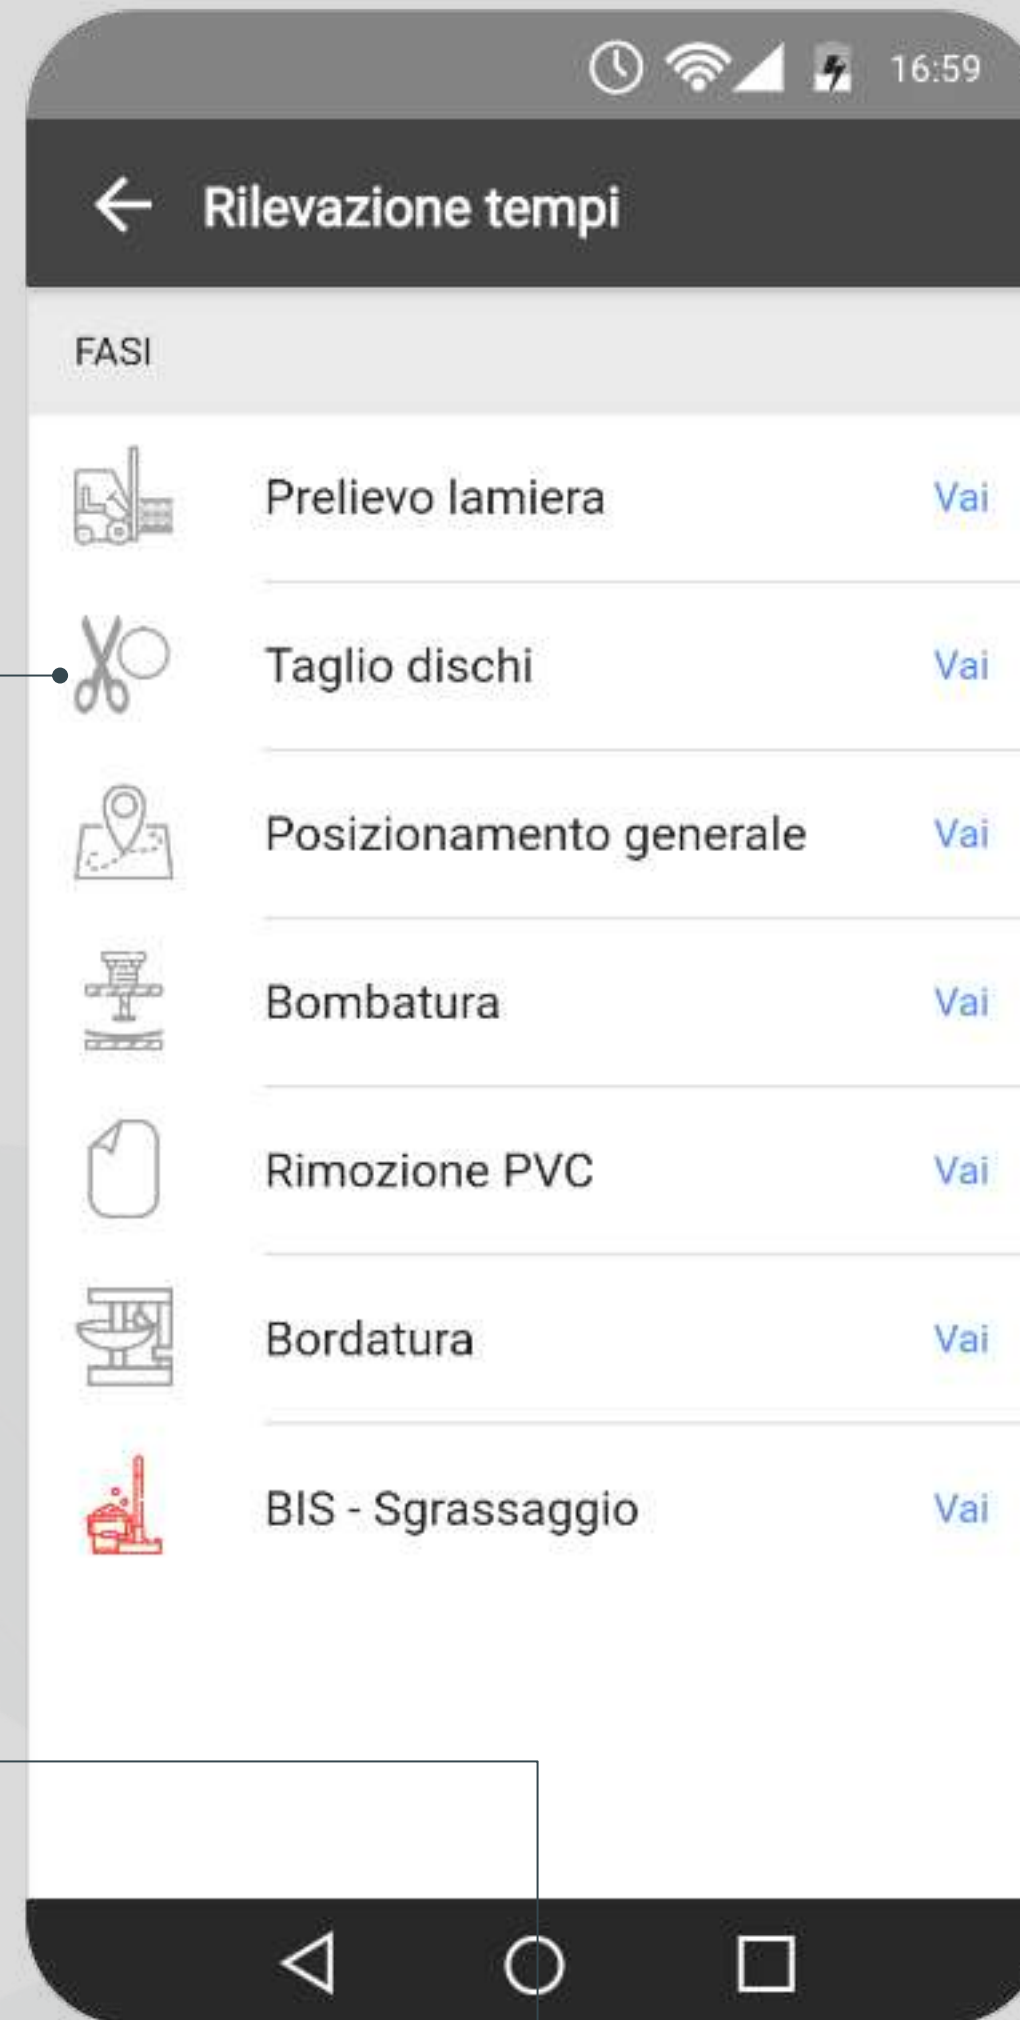 16:59
Rilevazione tempi
FASI
Prelievo lamiera Vai
Taglio dischi Vai
Posizionamento generale Vai
Bombatura Vai
Rimozione PVC Vai
Bordatura Vai
BIS - Sgrassaggio Vai